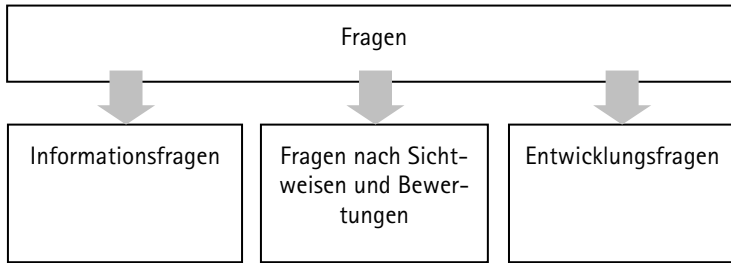 Fragen
Informationsfragen
Fragen nach Sicht-
weisen und Bewer-
tungen
Entwicklungsfragen